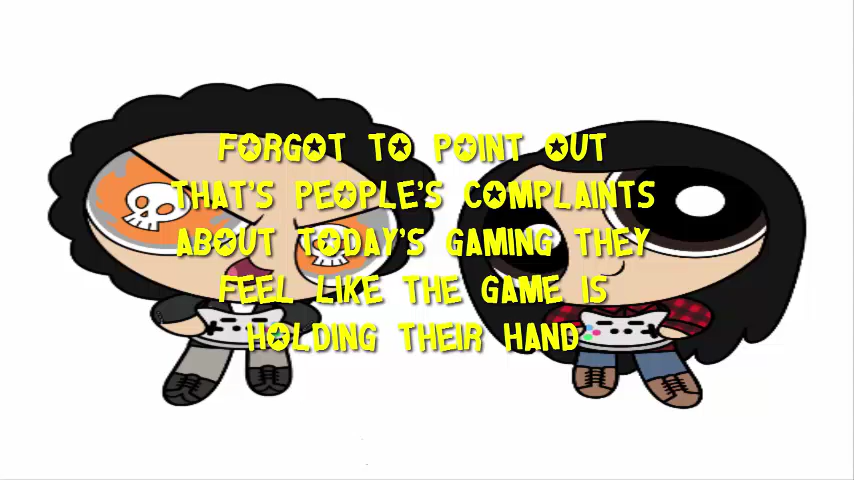 FORGOT TO POINT OUT
THAT'S PEOPLE'S COMPLAINTS
ABOUT TODAY'S GAMING THEY
FEEL LIKE THE GAME IS
HOLDING THEIR HAND